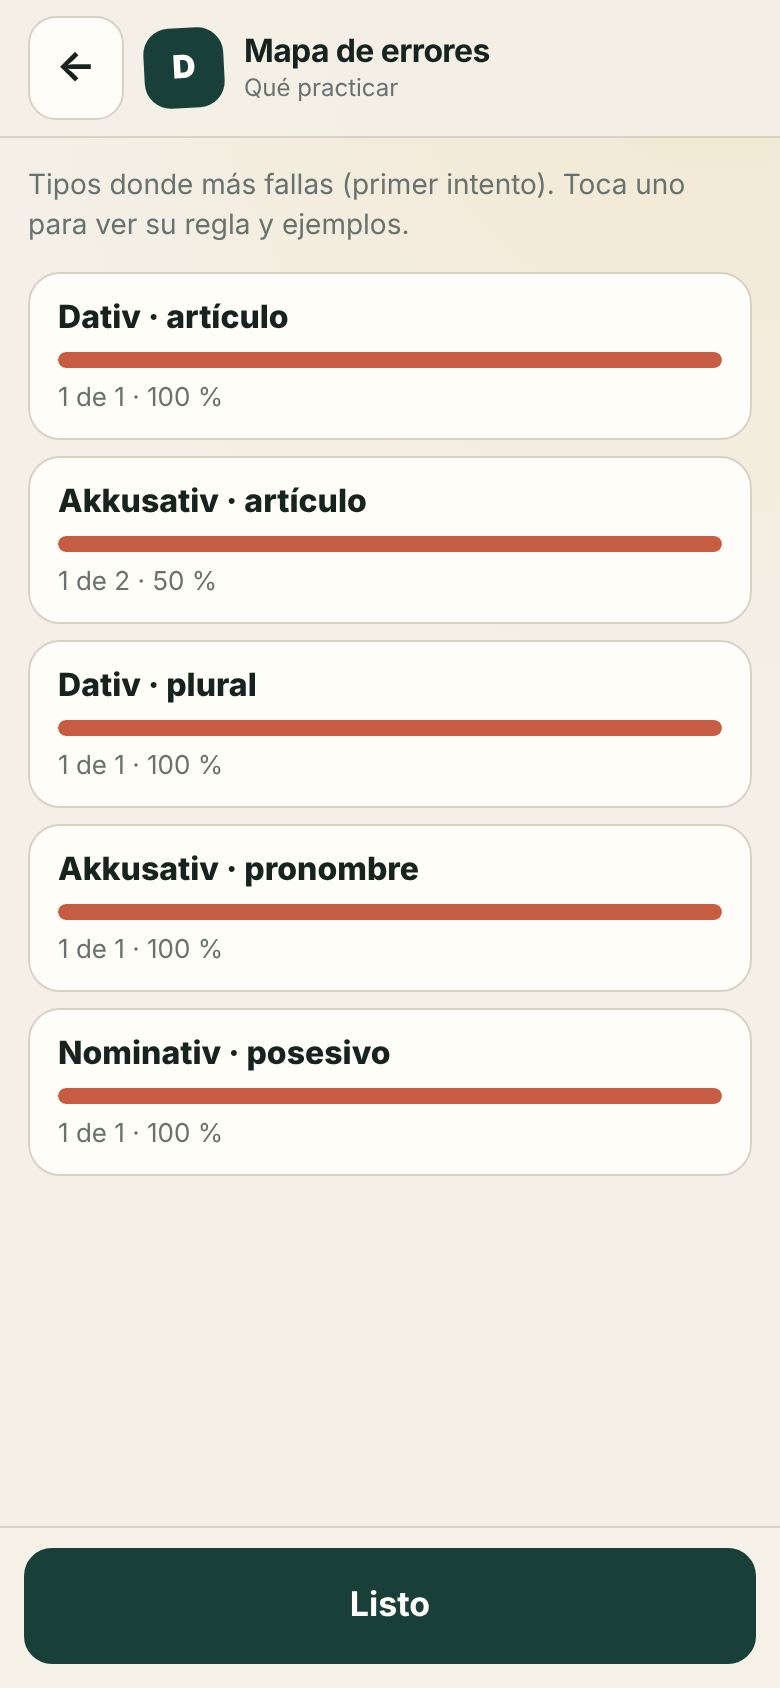 D
Mapa de errores
Qué practicar
Tipos donde más fallas (primer intento). Toca uno
para ver su regla y ejemplos.
Dativ · artículo
1 de 1 · 100 %
Akkusativ · artículo
1 de 2 · 50 %
Dativ · plural
1 de 1 · 100 %
Akkusativ · pronombre
1 de 1 · 100 %
Nominativ · posesivo
1 de 1 · 100 %
Listo